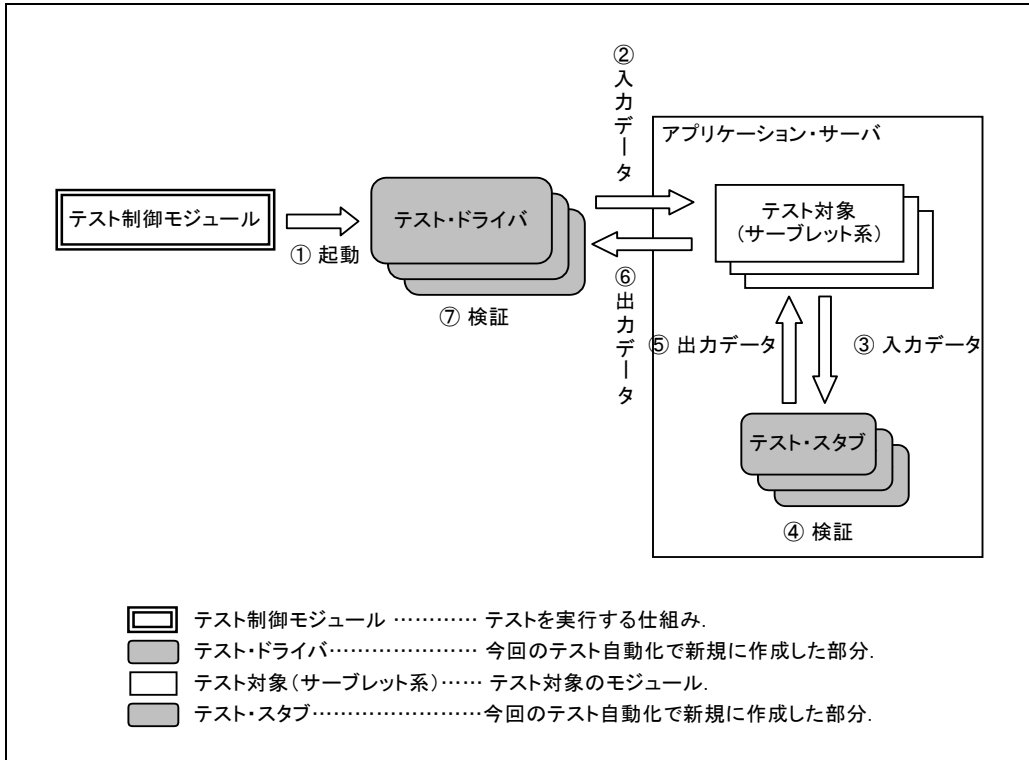 ②入力データ
アプリケーション・サーバ
テスト制御モジュール
① 起動
テスト・ドライバ
⑦ 検証
テスト対象
(サーブレット系)
⑥出力データ
⑤ 出力データ
③ 入力データ
テスト・スタブ
④ 検証
テスト制御モジュール ………… テストを実行する仕組み.
テスト・ドライバ………………… 今回のテスト自動化で新規に作成した部分.
テスト対象(サーブレット系)…… テスト対象のモジュール.
テスト・スタブ……………………今回のテスト自動化で新規に作成した部分.